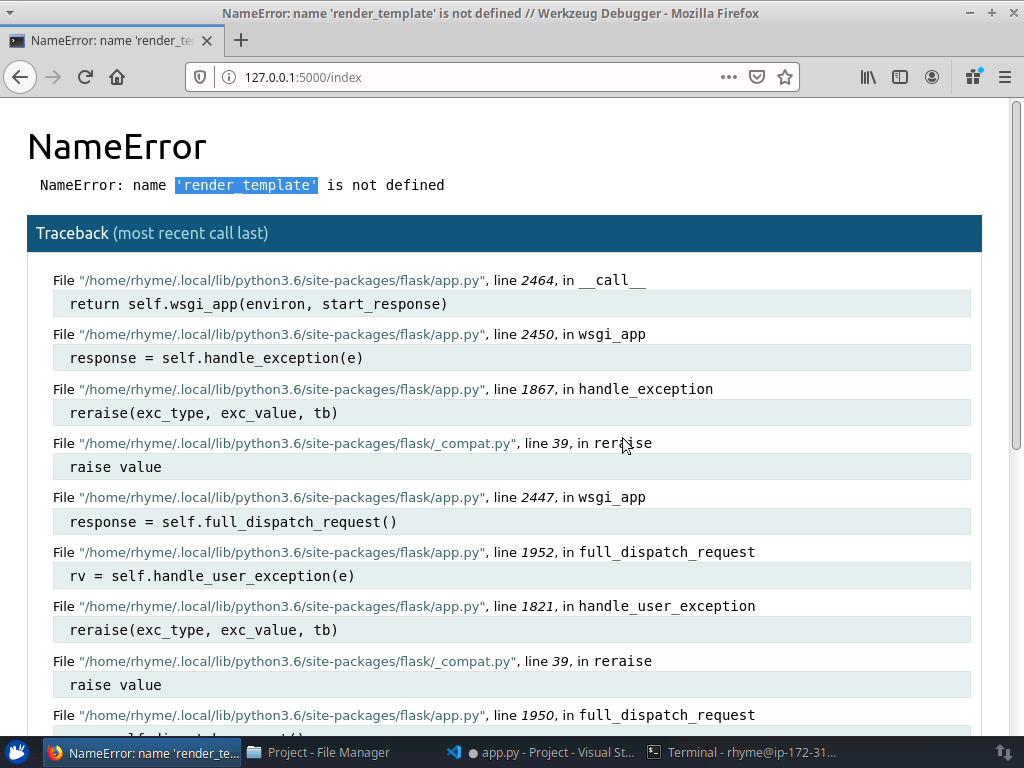 NameError: name 'render_template' is not defined // Werkzeug Debugger - Mozilla Firefox
NameError: name 'render_te
127.0.0.1:5000/index
NameError
NameError: name 'render_template' is not defined
Traceback (most recent call last)
File "/home/rhyme/.local/lib/python3.6/site-packages/flask/app.py", line 2464, in __call__
return self.wsgi_app(environ, start_response)
File "/home/rhyme/.local/lib/python3.6/site-packages/flask/app.py", line 2450, in wsgi_app
response = self.handle_exception(e)
File "/home/rhyme/.local/lib/python3.6/site-packages/flask/app.py", line 1867, in handle_exception
reraise(exc_type, exc_value, tb)
File "/home/rhyme/.local/lib/python3.6/site-packages/flask/_compat.py", line 39, in reraise
raise value
File "/home/rhyme/.local/lib/python3.6/site-packages/flask/app.py", line 2447, in wsgi_app
response = self.full_dispatch_request()
File "/home/rhyme/.local/lib/python3.6/site-packages/flask/app.py", line 1952, in full_dispatch_request
rv = self.handle_user_exception(e)
File "/home/rhyme/.local/lib/python3.6/site-packages/flask/app.py", line 1821, in handle_user_exception
reraise(exc_type, exc_value, tb)
File "/home/rhyme/.local/lib/python3.6/site-packages/flask/_compat.py", line 39, in reraise
raise value
File "/home/rhyme/.local/lib/python3.6/site-packages/flask/app.py", line 1950, in full_dispatch_request
NameError: name 'render_te... Project - File Manager ● app.py - Project - Visual St... Terminal - rhyme@ip-172-31...